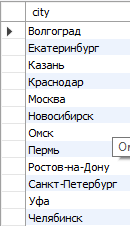 city
Волгоград
Екатеринбург
Казань
Краснодар
Москва
Новосибирск
Омск
Пермь
Ростов-на-Дону
Санкт-Петербург
Уфа
Челябинск